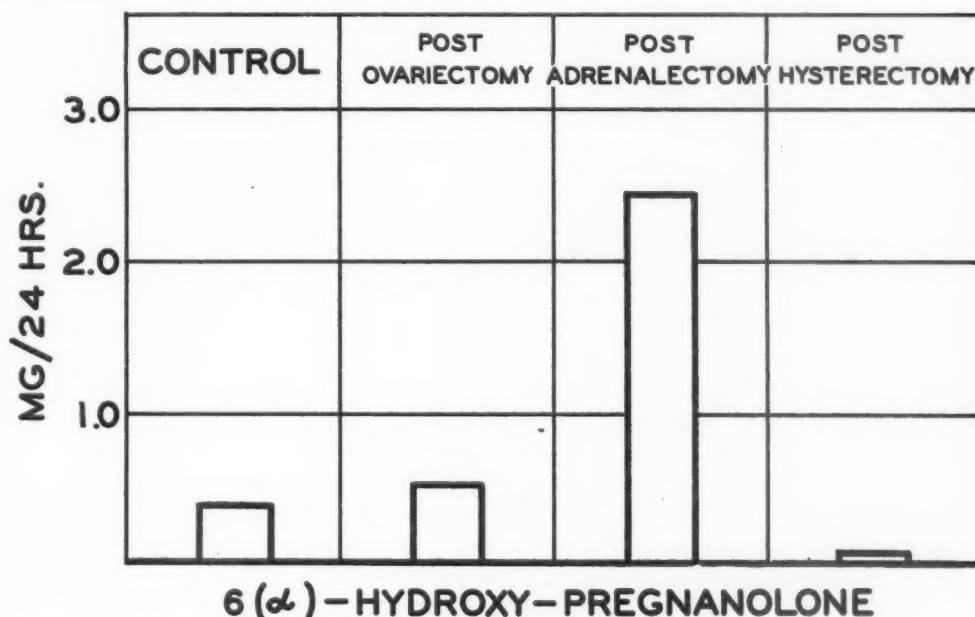 CONTROL
POST
OVARIECTOMY
POST
ADRENALECTOMY
POST
HYSTERECTOMY
3.0
2.0
1.0
MG/24 HRS.
6(α)-HYDROXY-PREGNANOLONE